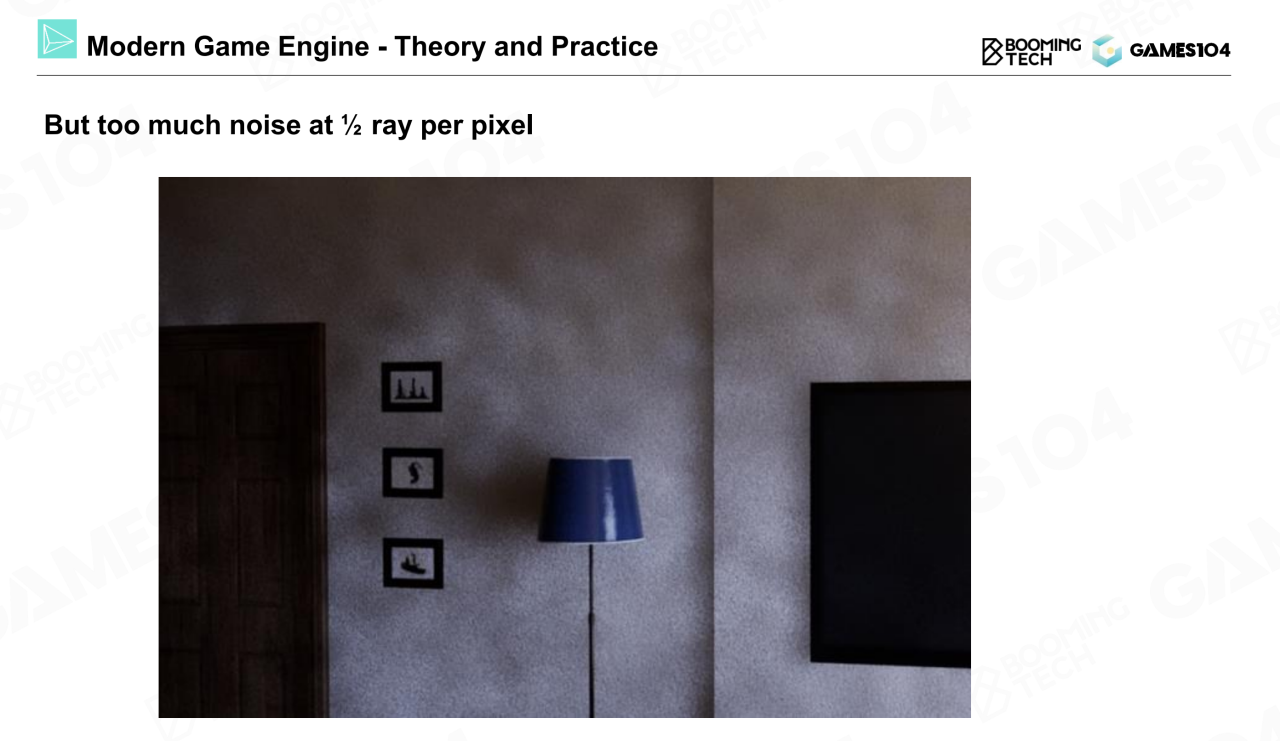 Modern Game Engine - Theory and Practice
BOOMING
TECH
GAMES104
But too much noise at ½ ray per pixel